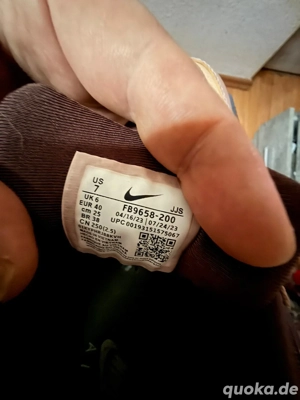 US
7
JJS
UK 6
FB9658-200
EUR 40
04/16/23 07/24/23
cm 25
UPC 00193151575067
BR 38
CN 250(2.5)
quoka.de